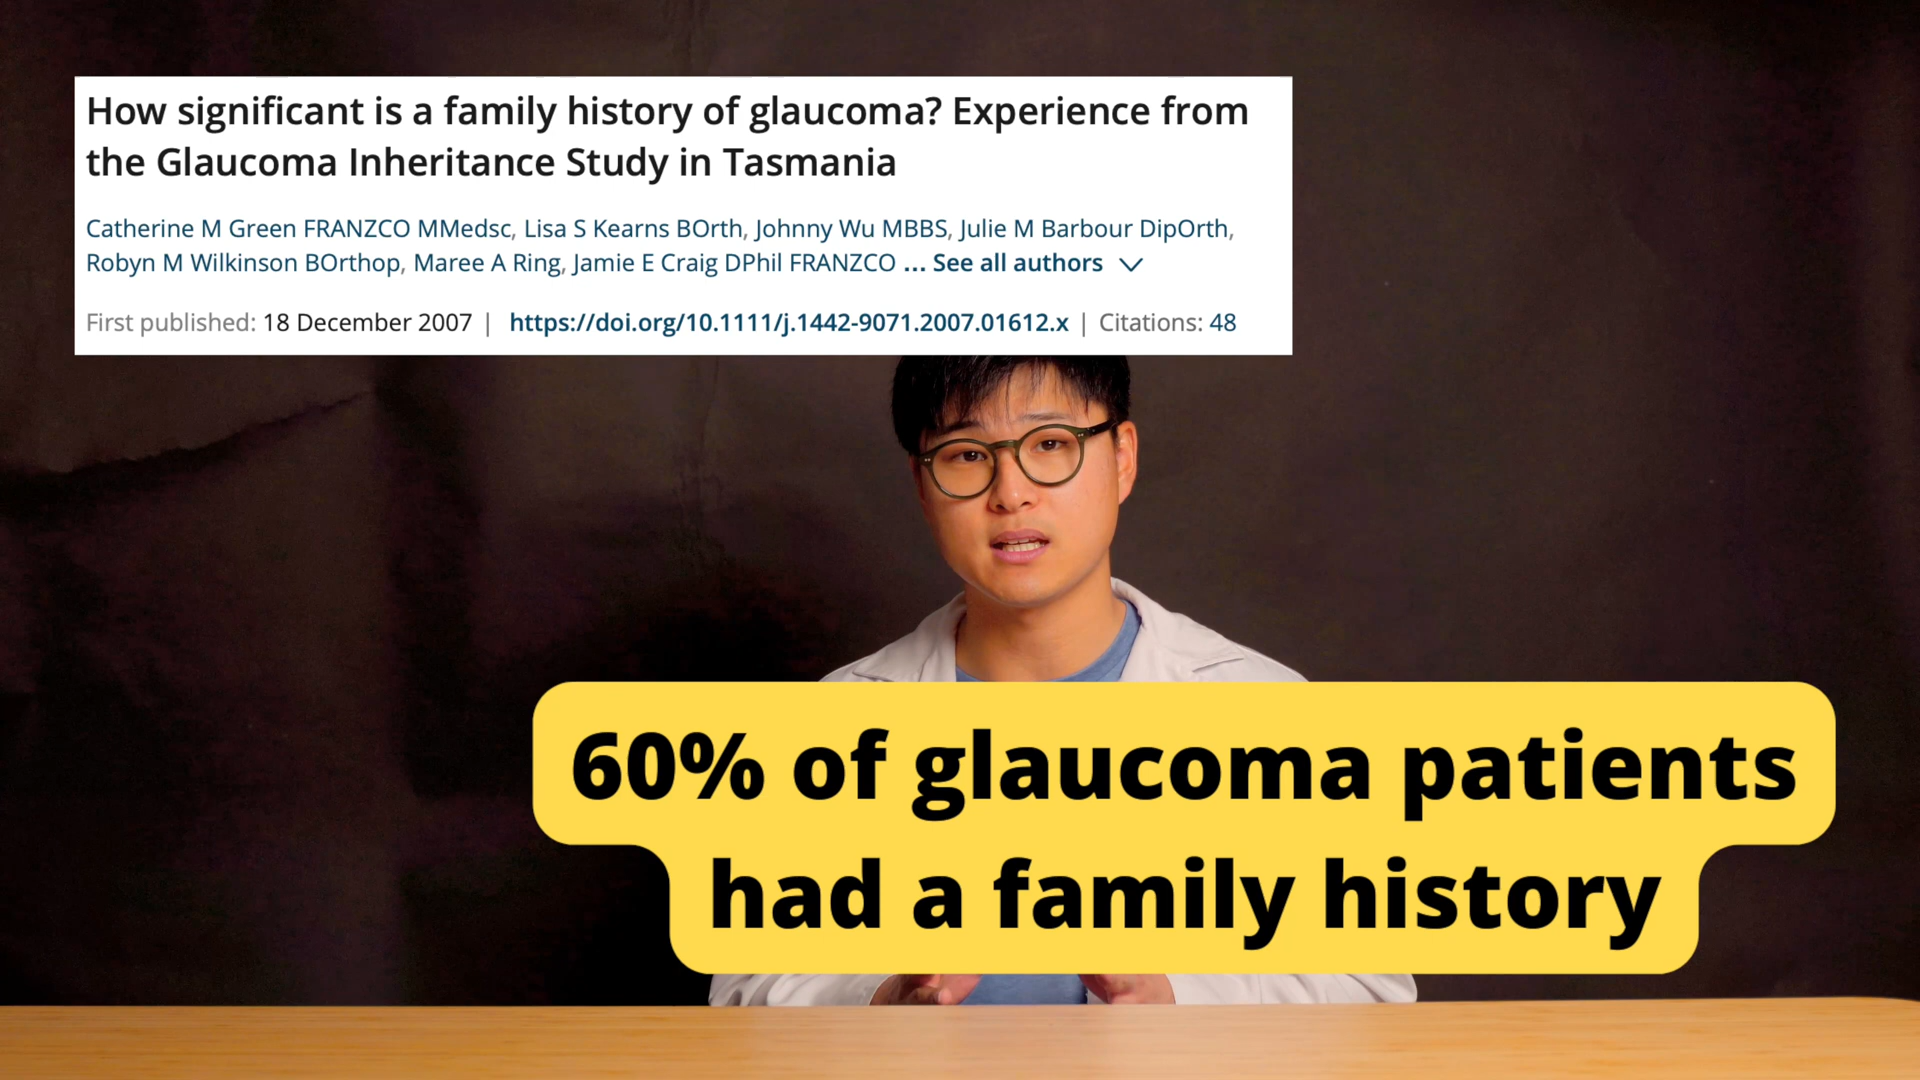 How significant is a family history of glaucoma? Experience from
the Glaucoma Inheritance Study in Tasmania
Catherine M Green FRANZCO MMedsc, Lisa S Kearns BOrth, Johnny Wu MBBS, Julie M Barbour DipOrth,
Robyn M Wilkinson BOrthop, Maree A Ring, Jamie E Craig DPhil FRANZCO ... See all authors
First published: 18 December 2007 | https://doi.org/10.1111/j.1442-9071.2007.01612.x | Citations: 48
60% of glaucoma patients
had a family history